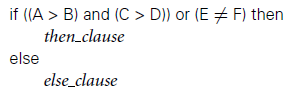 if ((A > B) and (C > D)) or (E ≠ F) then
then_clause
else
else_clause